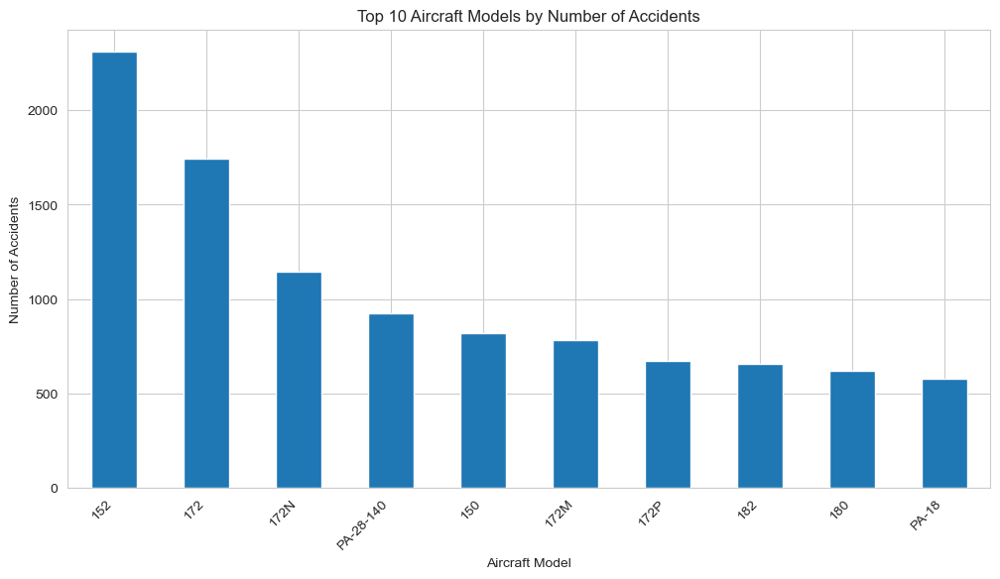 Top 10 Aircraft Models by Number of Accidents
Number of Accidents
2000
1500
1000
500
0
152
172
172N
PA-28-140
150
172M
172P
182
180
PA-18
Aircraft Model